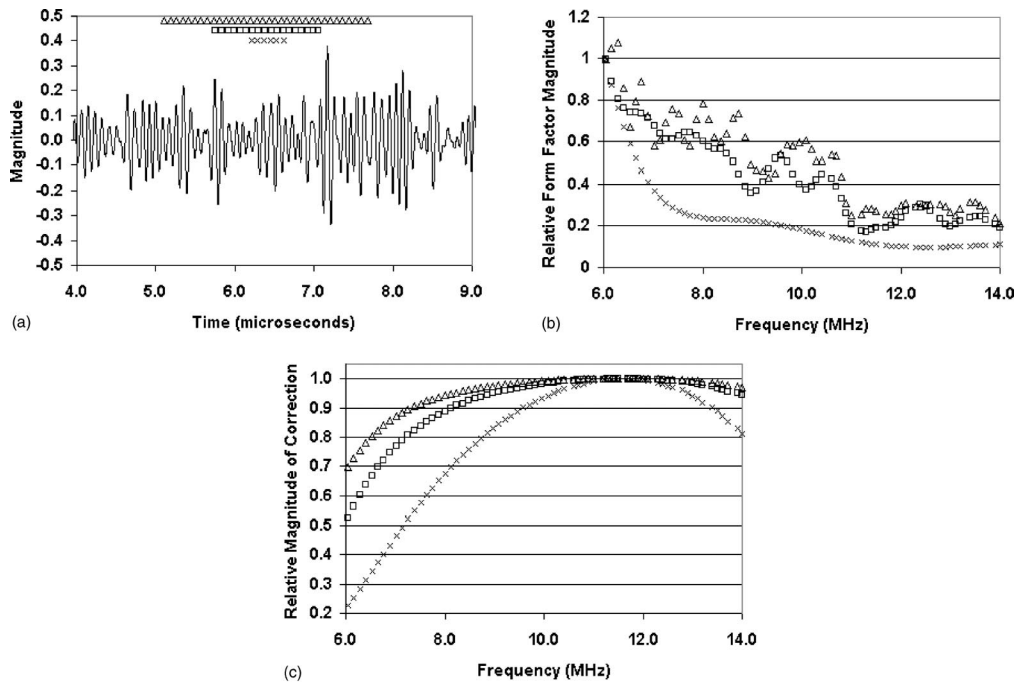 0.5
0.4
0.3
0.2
0.1
0.0
-0.1
-0.2
-0.3
-0.4
-0.5
Magnitude
4.0 5.0 6.0 7.0 8.0 9.0
Time (microseconds)
(a)
1.2
1
0.8
0.6
0.4
0.2
0
Relative Form Factor Magnitude
6.0 8.0 10.0 12.0 14.0
Frequency (MHz)
(b)
1.0
0.9
0.8
0.7
0.6
0.5
0.4
0.3
0.2
Relative Magnitude of Correction
6.0 8.0 10.0 12.0 14.0
Frequency (MHz)
(c)